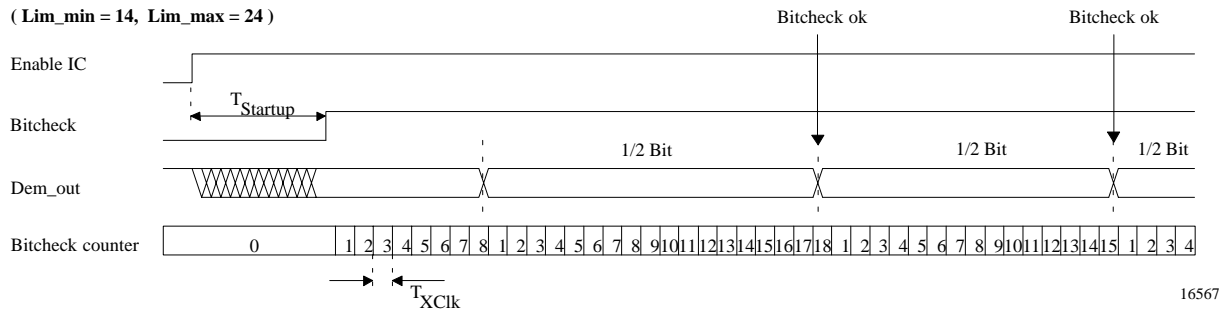 ( Lim_min = 14, Lim_max = 24 )
Bitcheck ok
Bitcheck ok
Enable IC
TStartup
Bitcheck
1/2 Bit
1/2 Bit
1/2 Bit
Dem_out
Bitcheck counter
0 1 2 3 4 5 6 7 8 1 2 3 4 5 6 7 8 9 10 11 12 13 14 15 16 17 18 1 2 3 4 5 6 7 8 9 10 11 12 13 14 15 1 2 3 4
TXClk
16567